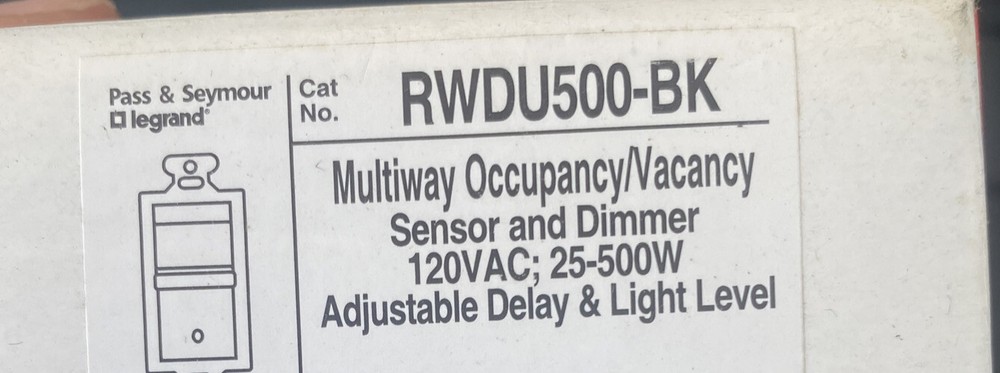 Pass & Seymour
legrand®
Cat
No.
RWDU500-BK
Multiway Occupancy/Vacancy
Sensor and Dimmer
120VAC; 25-500W
Adjustable Delay & Light Level